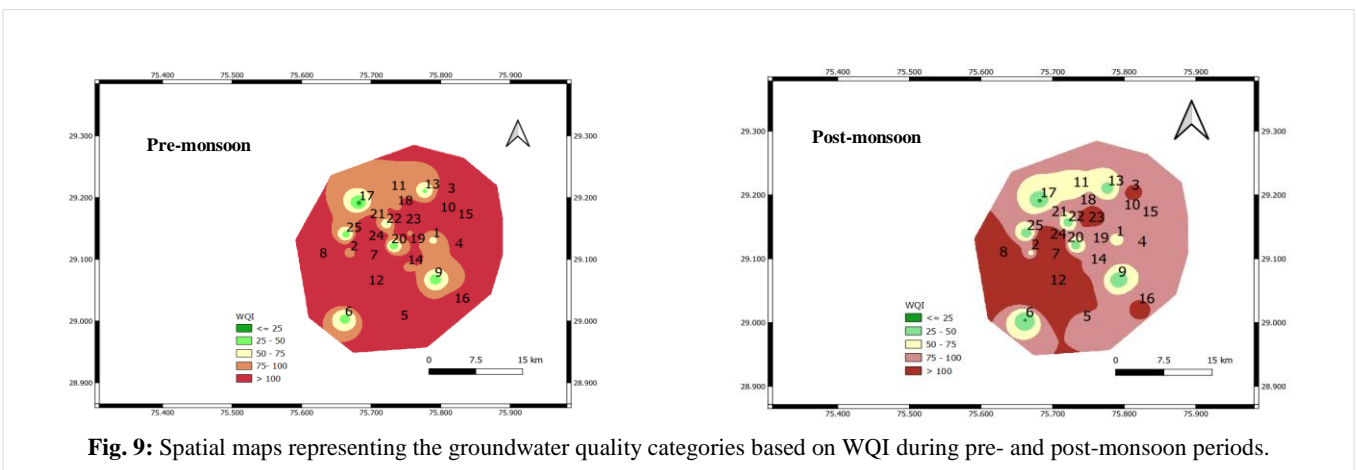 75.400 75.500 75.600 75.700 75.800 75.900
29.300 29.300
29.200 29.200
29.100 29.100
29.000 29.000
28.900 28.900
75.400 75.500 75.600 75.700 75.800 75.900
Pre-monsoon
17 11 13 3
18 10 15
21 22 23
25 24 20 19 1
2 4
8 7 14
9
12 16
6 5
WQI
<= 25
25 - 50
50 - 75
75- 100
> 100
0 7.5 15 km
75.400 75.500 75.600 75.700 75.800 75.900
29.300 29.300
29.200 29.200
29.100 29.100
29.000 29.000
28.900 28.900
75.400 75.500 75.600 75.700 75.800 75.900
Post-monsoon
17 11 13 3
18 10 15
21 22 23
25 24 20 19 1
2 4
8 7 14
9
12 16
6 5
WQI
<= 25
25 - 50
50 - 75
75 - 100
> 100
0 7.5 15 km
Fig. 9: Spatial maps representing the groundwater quality categories based on WQI during pre- and post-monsoon periods.